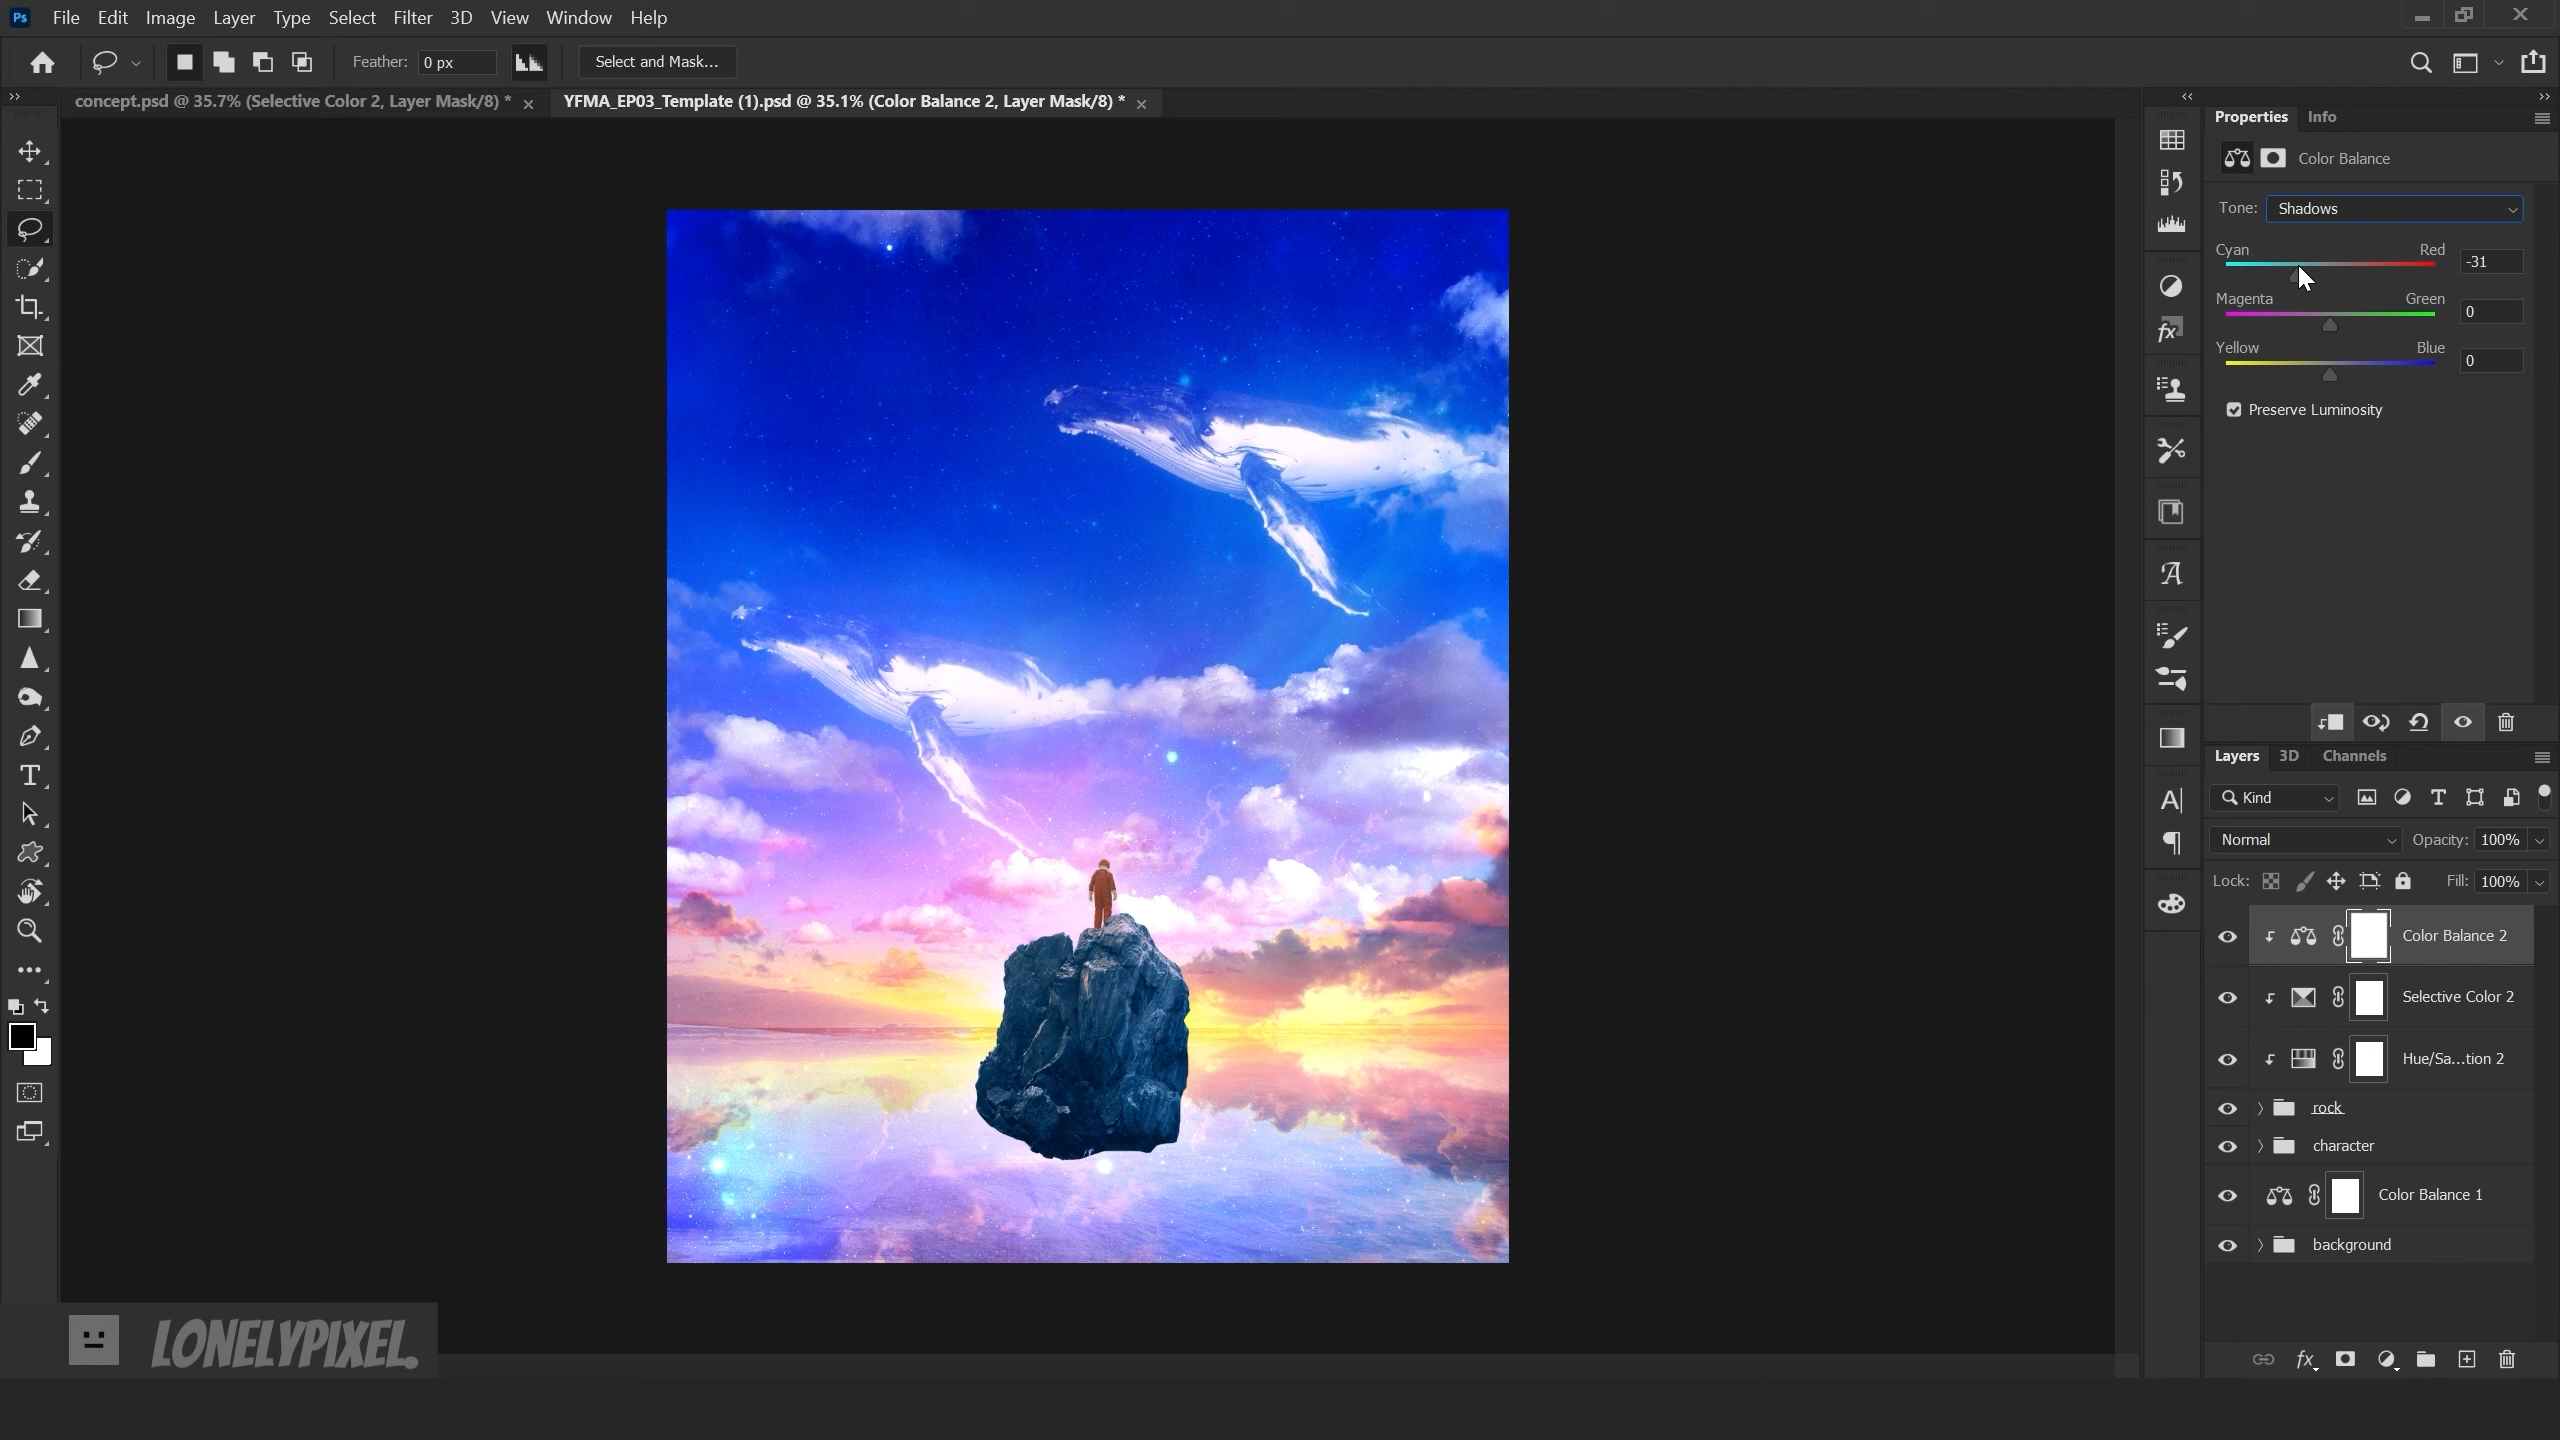 Ps File Edit Image Layer Type Select Filter 3D View Window Help
Feather: 0 px Select and Mask...
concept.psd @ 35.7% (Selective Color 2, Layer Mask/8) * YFMA_EP03_Template (1).psd @ 35.1% (Color Balance 2, Layer Mask/8) *
Properties Info
Color Balance
Tone: Shadows
Cyan Red -31
Magenta Green 0
Yellow Blue 0
Preserve Luminosity
Layers 3D Channels
Kind
Normal Opacity: 100%
Lock: Fill: 100%
Color Balance 2
Selective Color 2
Hue/Sa...tion 2
rock
character
Color Balance 1
background
fx
LONELYPIXEL.